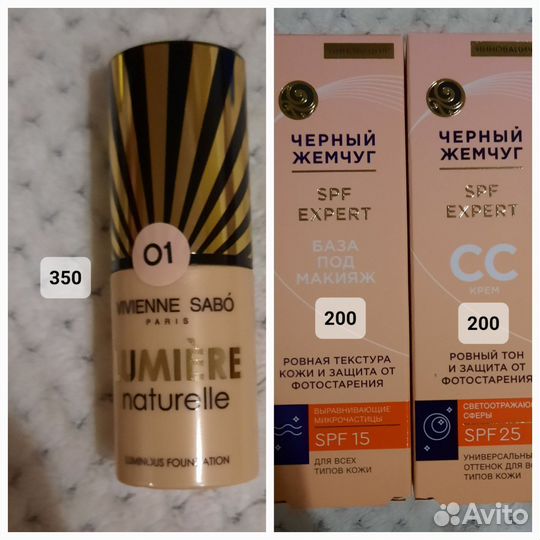 350
01
VIVIENNE SABÓ
PARIS
LUMIÈRE
naturelle
LUMINOUS FOUNDATION
ЧЕРНЫЙ
ЖЕМЧУГ
SPF
EXPERT
БАЗА
ПОД
МАКИЯЖ
200
РОВНАЯ ТЕКСТУРА
КОЖИ И ЗАЩИТА ОТ
ФОТОСТАРЕНИЯ
ВЫРАВНИВАЮЩИЕ
МИКРОЧАСТИЦЫ
SPF 15
ДЛЯ ВСЕХ
ТИПОВ КОЖИ
ЧЕРНЫЙ
ЖЕМЧУГ
SPF
EXPERT
CC
КРЕМ
200
РОВНЫЙ ТОН
И ЗАЩИТА ОТ
ФОТОСТАРЕНИЯ
СВЕТООТРАЖАЮ
СФЕРЫ
SPF 25
УНИВЕРСАЛЬНЫ
ОТТЕНОК ДЛЯ ВС
ТИПОВ КОЖИ
Avito